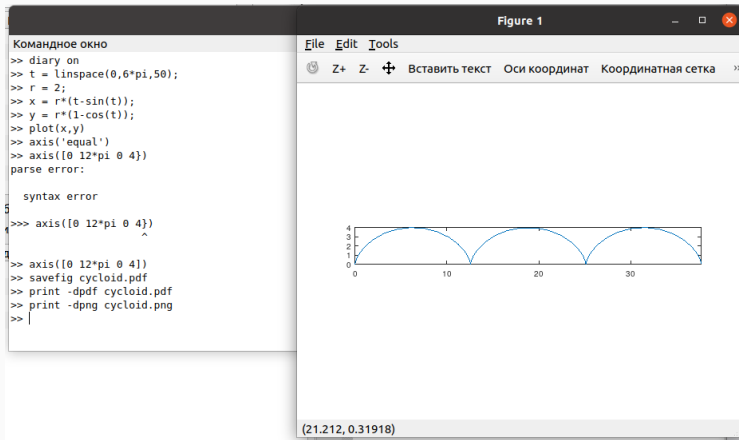 Командное окно
>> diary on
>> t = linspace(0,6*pi,50);
>> r = 2;
>> x = r*(t-sin(t));
>> y = r*(1-cos(t));
>> plot(x,y)
>> axis('equal')
>> axis([0 12*pi 0 4})
parse error:
syntax error
>>> axis([0 12*pi 0 4})
^
>> axis([0 12*pi 0 4])
>> savefig cycloid.pdf
>> print -dpdf cycloid.pdf
>> print -dpng cycloid.png
>>
Figure 1
File Edit Tools
Z+ Z- Вставить текст Оси координат Координатная сетка »
4
3
2
1
0
0 10 20 30
(21.212, 0.31918)